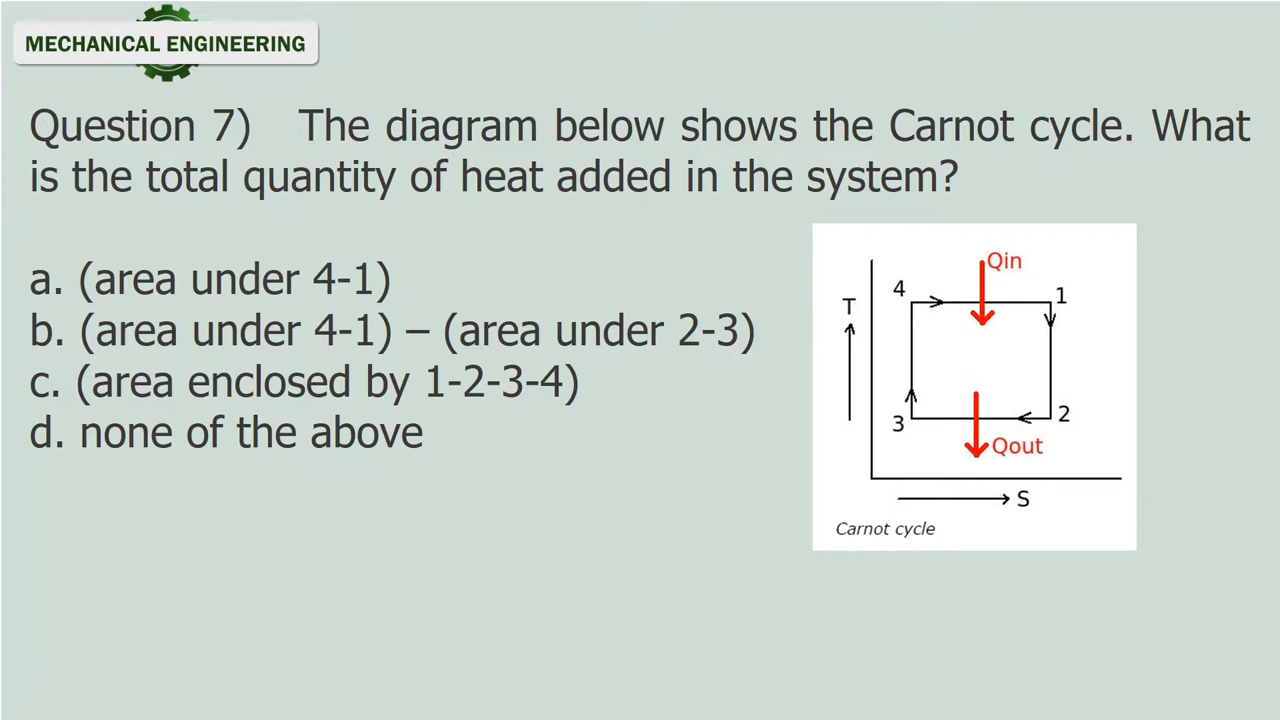 MECHANICAL ENGINEERING
Question 7) The diagram below shows the Carnot cycle. What
is the total quantity of heat added in the system?
a. (area under 4-1)
b. (area under 4-1) – (area under 2-3)
c. (area enclosed by 1-2-3-4)
d. none of the above
Qin
4
1
T
3
2
Qout
S
Carnot cycle